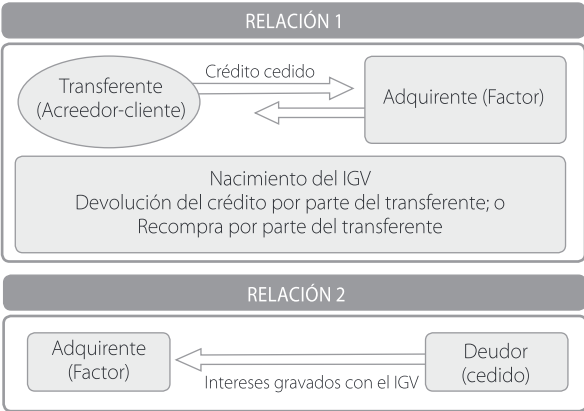 RELACIÓN 1
Transferente
(Acreedor-cliente)
Crédito cedido
Adquirente (Factor)
Nacimiento del IGV
Devolución del crédito por parte del transferente; o
Recompra por parte del transferente
RELACIÓN 2
Adquirente
(Factor)
Intereses gravados con el IGV
Deudor
(cedido)